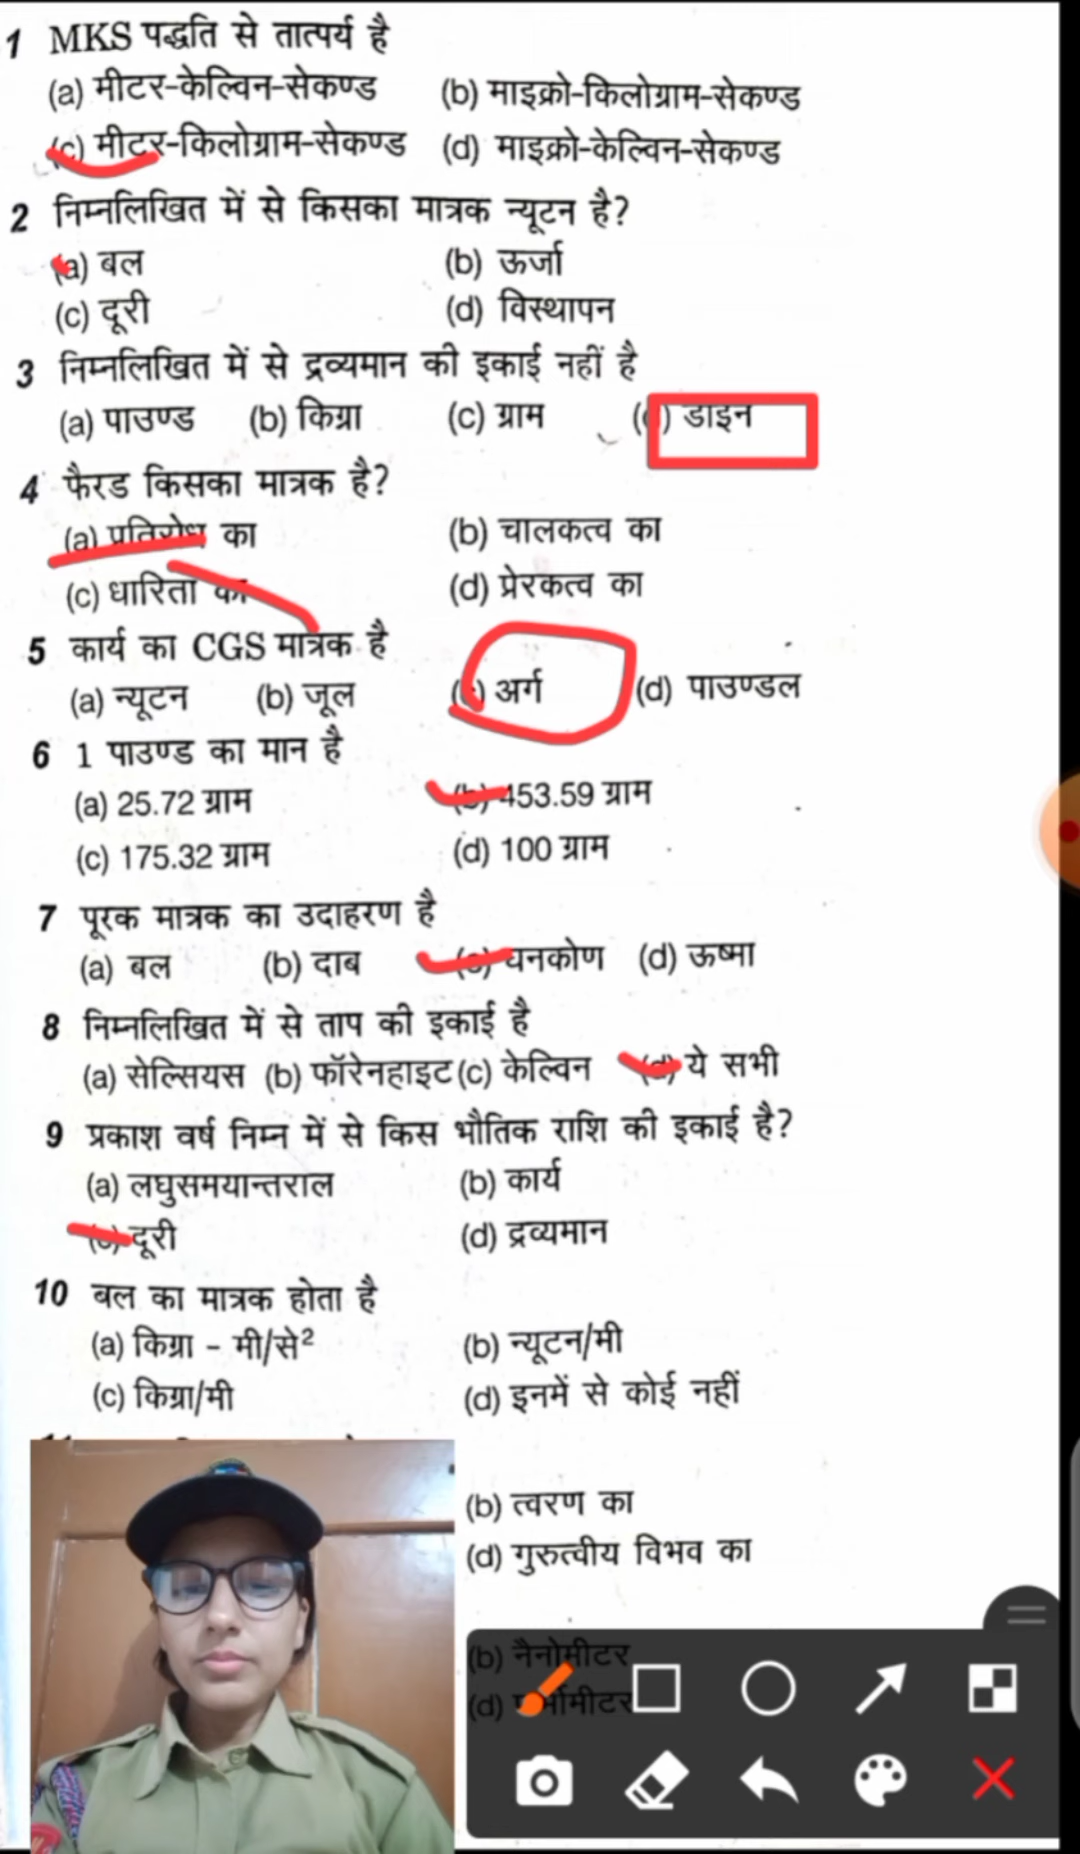 1 MKS पद्धति से तात्पर्य है
(a) मीटर-केल्विन-सेकण्ड (b) माइक्रो-किलोग्राम-सेकण्ड
(c) मीटर-किलोग्राम-सेकण्ड (d) माइक्रो-केल्विन-सेकण्ड
2 निम्नलिखित में से किसका मात्रक न्यूटन है?
(a) बल (b) ऊर्जा
(c) दूरी (d) विस्थापन
3 निम्नलिखित में से द्रव्यमान की इकाई नहीं है
(a) पाउण्ड (b) किग्रा (c) ग्राम (d) डाइन
4 फैरड किसका मात्रक है?
(a) प्रतिरोध का (b) चालकत्व का
(c) धारिता का (d) प्रेरकत्व का
5 कार्य का CGS मात्रक है
(a) न्यूटन (b) जूल (c) अर्ग (d) पाउण्डल
6 1 पाउण्ड का मान है
(a) 25.72 ग्राम (b) 453.59 ग्राम
(c) 175.32 ग्राम (d) 100 ग्राम
7 पूरक मात्रक का उदाहरण है
(a) बल (b) दाब (c) घनकोण (d) ऊष्मा
8 निम्नलिखित में से ताप की इकाई है
(a) सेल्सियस (b) फॉरेनहाइट (c) केल्विन (d) ये सभी
9 प्रकाश वर्ष निम्न में से किस भौतिक राशि की इकाई है?
(a) लघुसमयान्तराल (b) कार्य
(c) दूरी (d) द्रव्यमान
10 बल का मात्रक होता है
(a) किग्रा - मी/से² (b) न्यूटन/मी
(c) किग्रा/मी (d) इनमें से कोई नहीं
(b) त्वरण का
(d) गुरुत्वीय विभव का
(b) नैनोमीटर
(d)